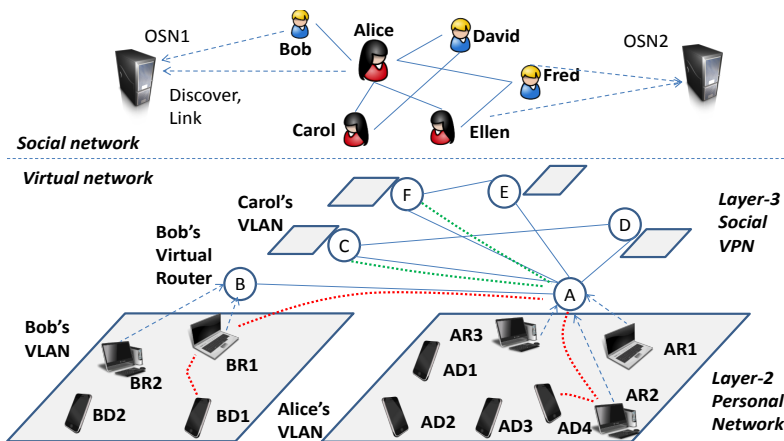 OSN1
Bob
Alice
David
OSN2
Fred
Discover,
Link
Carol
Ellen
Social network
Virtual network
Carol's
VLAN
F
E
Layer-3
Social
VPN
C
D
Bob's
Virtual
Router
B
A
Bob's
VLAN
BR2
BR1
AR3
AR1
AD1
BD2
BD1
Alice's
VLAN
AD2
AD3
AD4
AR2
Layer-2
Personal
Network